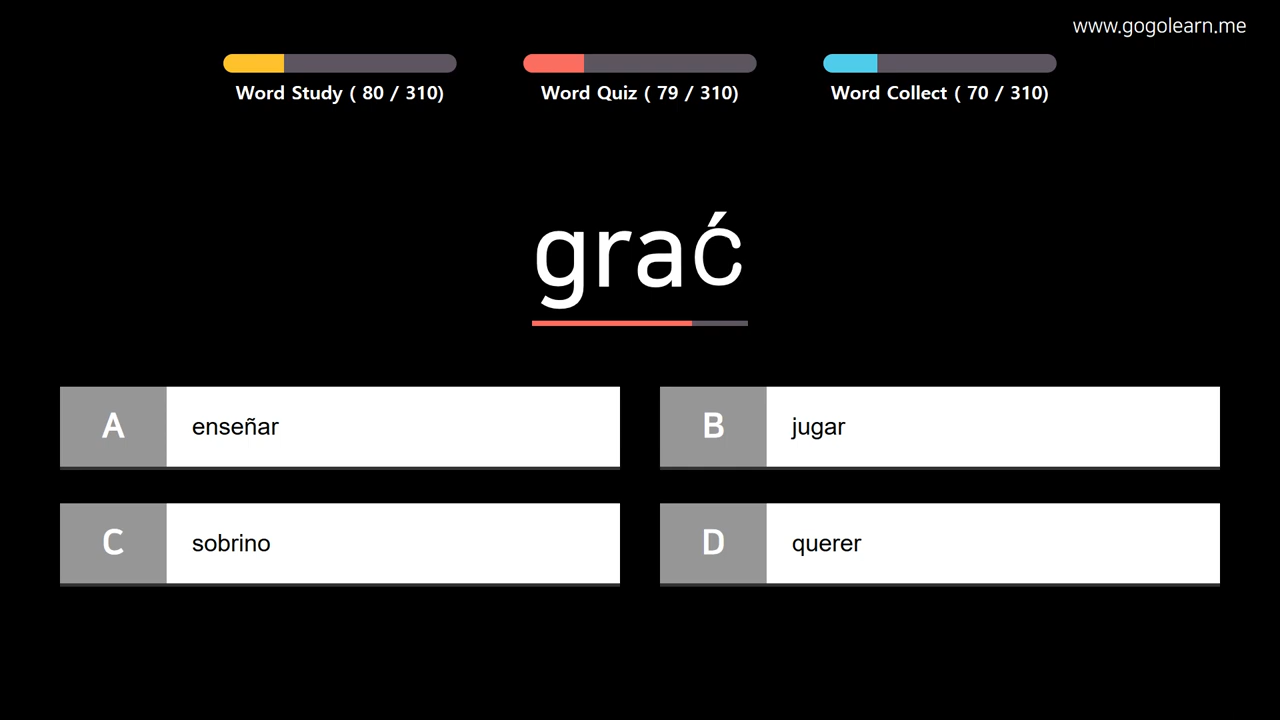 www.gogolearn.me
Word Study ( 80 / 310)
Word Quiz ( 79 / 310)
Word Collect ( 70 / 310)
grać
A enseñar
B jugar
C sobrino
D querer